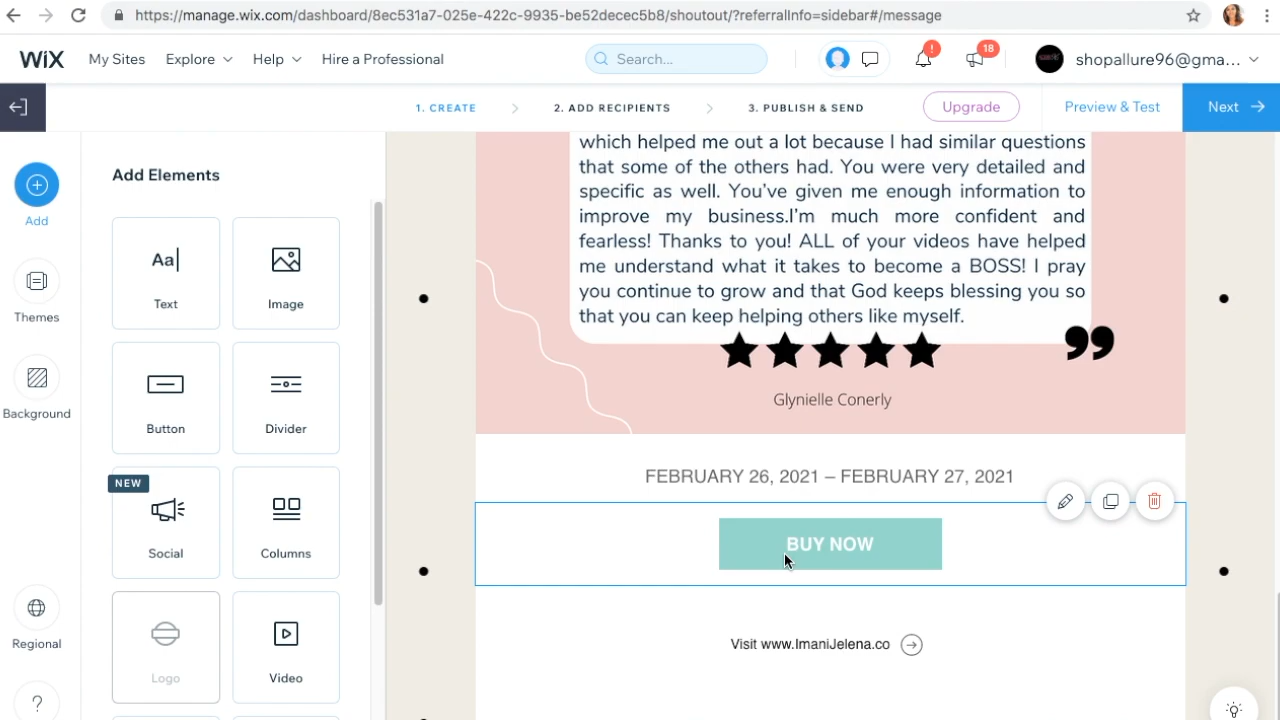 https://manage.wix.com/dashboard/8ec531a7-025e-422c-9935-be52decec5b8/shoutout/?referralInfo=sidebar#/message
WiX My Sites Explore Help Hire a Professional Search... ! 18 shopallure96@gma...
1. CREATE 2. ADD RECIPIENTS 3. PUBLISH & SEND Upgrade Preview & Test Next
Add
Themes
Background
Regional
?
Add Elements
Aa
Text
Image
Button
Divider
NEW
Social
Columns
Logo
Video
which helped me out a lot because I had similar questions
that some of the others had. You were very detailed and
specific as well. You've given me enough information to
improve my business.I'm much more confident and
fearless! Thanks to you! ALL of your videos have helped
me understand what it takes to become a BOSS! I pray
you continue to grow and that God keeps blessing you so
that you can keep helping others like myself.
”
Glynielle Conerly
FEBRUARY 26, 2021 – FEBRUARY 27, 2021
BUY NOW
Visit www.ImaniJelena.co